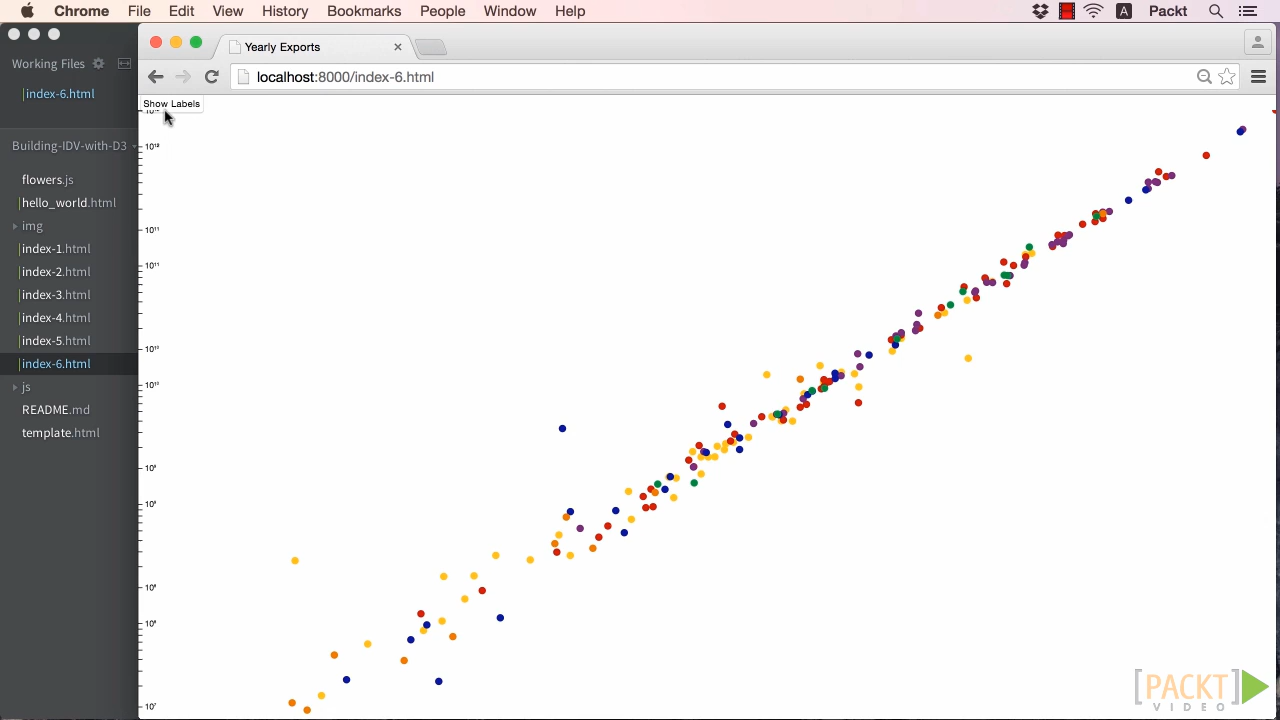 Chrome File Edit View History Bookmarks People Window Help A Packt
Working Files
index-6.html
Building-IDV-with-D3
flowers.js
hello_world.html
img
index-1.html
index-2.html
index-3.html
index-4.html
index-5.html
index-6.html
js
README.md
template.html
Yearly Exports
localhost:8000/index-6.html
Show Labels
10¹¹
10¹¹
10⁷
[PACKT]
VIDEO